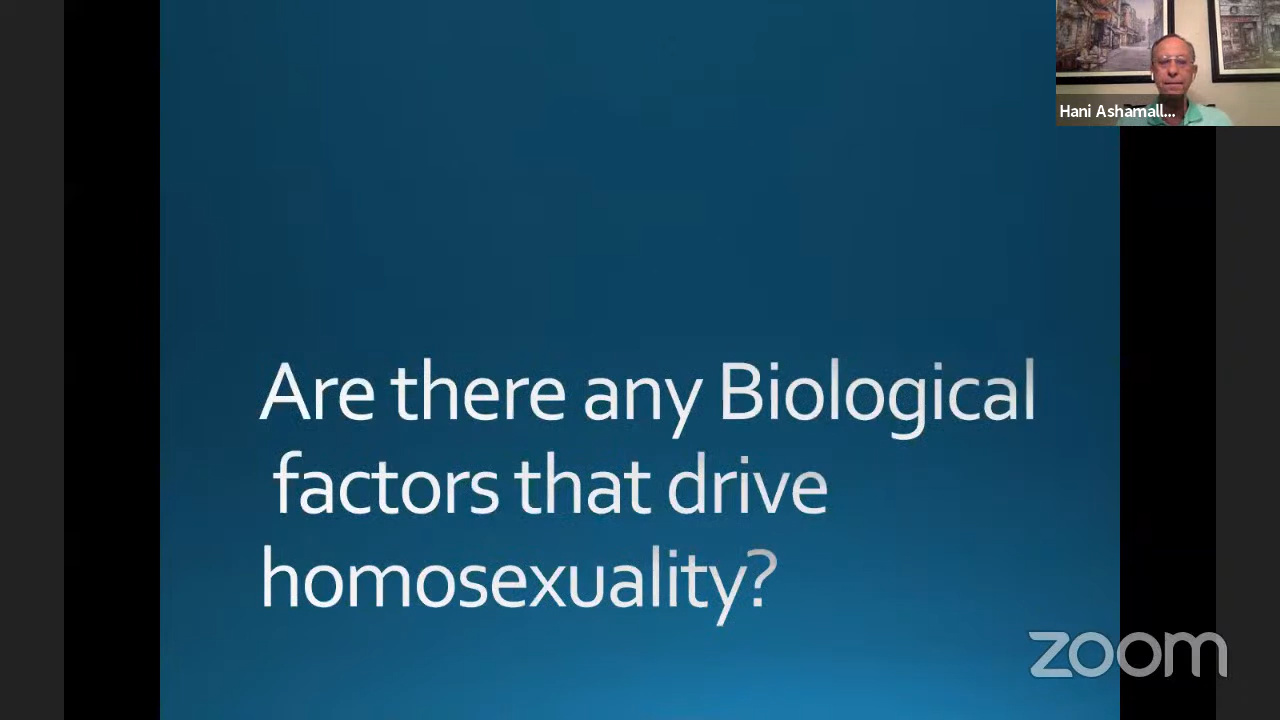 Hani Ashamall...
Are there any Biological
factors that drive
homosexuality?
zoom